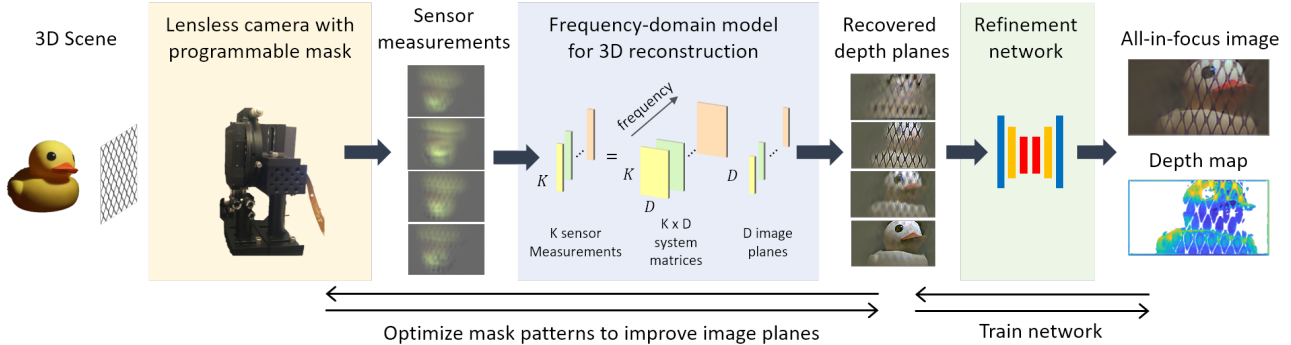 3D Scene
Lensless camera with
programmable mask
Sensor
measurements
Frequency-domain model
for 3D reconstruction
Recovered
depth planes
Refinement
network
All-in-focus image
frequency
K
=
K
D
D
K sensor
Measurements
K x D
system
matrices
D image
planes
Depth map
Optimize mask patterns to improve image planes
Train network